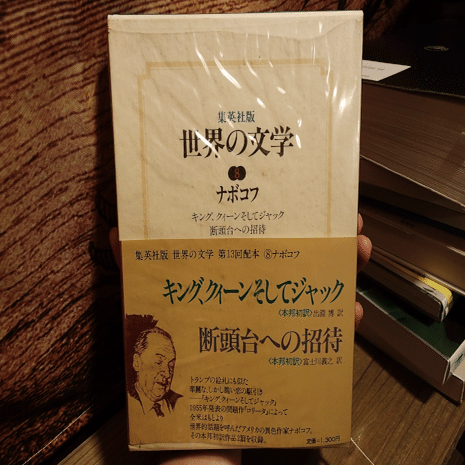 集英社版
世界の文学
8
ナボコフ
キング、クィーンそしてジャック
断頭台への招待
集英社版 世界の文学 第13回配本 ⑧ナボコフ
キング、クィーンそしてジャック
〈本邦初訳〉出淵 博 訳
断頭台への招待
〈本邦初訳〉富士川義之 訳
トランプの絵札にも似た
華麗な、しかし醜い恋の駆引き
──「キング、クィーンそしてジャック」
1955年発表の問題作「ロリータ」によって
全米はもとより
世界的話題を呼んだアメリカの異色作家ナボコフ。
その本邦初訳作品2篇を収録。
定価=1,300円